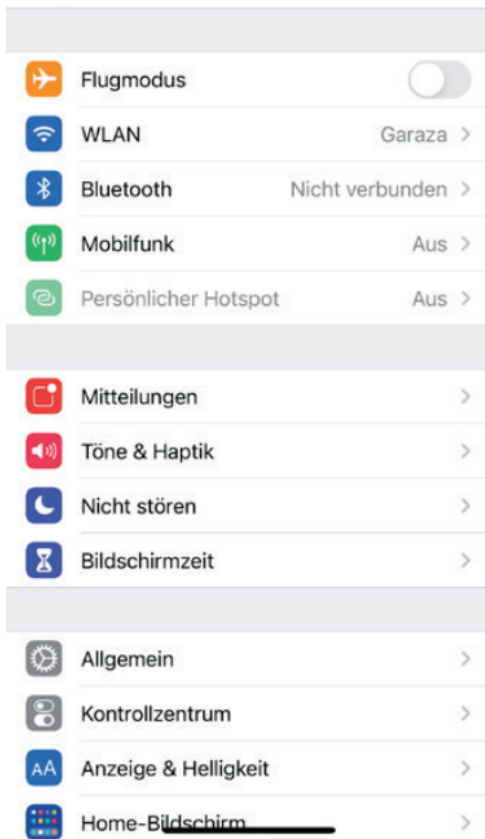 Flugmodus
WLAN Garaza
Bluetooth Nicht verbunden
Mobilfunk Aus
Persönlicher Hotspot Aus
Mitteilungen
Töne & Haptik
Nicht stören
Bildschirmzeit
Allgemein
Kontrollzentrum
AA Anzeige & Helligkeit
Home-Bildschirm